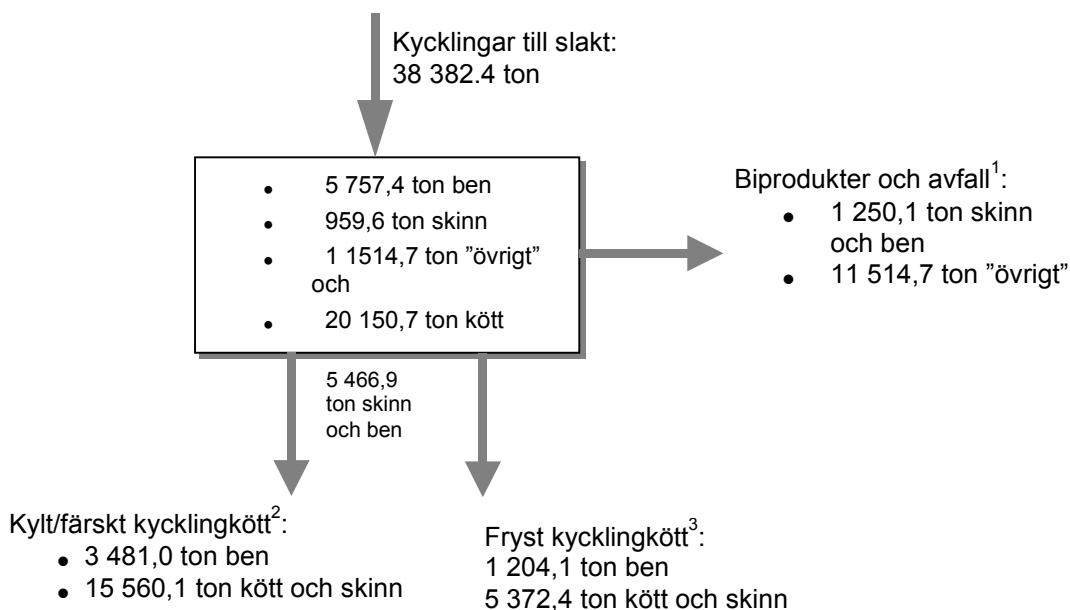 Kycklingar till slakt:
38 382.4 ton
• 5 757,4 ton ben
• 959,6 ton skinn
• 1 1514,7 ton ”övrigt”
och
• 20 150,7 ton kött
Biprodukter och avfall1:
• 1 250,1 ton skinn
och ben
• 11 514,7 ton ”övrigt”
5 466,9
ton skinn
och ben
Kylt/färskt kycklingkött2:
• 3 481,0 ton ben
• 15 560,1 ton kött och skinn
Fryst kycklingkött3:
1 204,1 ton ben
5 372,4 ton kött och skinn